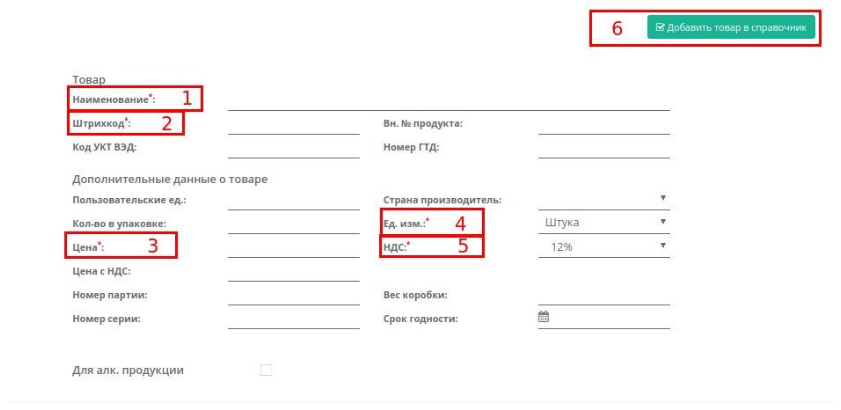 6 Добавить товар в справочник
Товар
Наименование*: 1
Штрихкод*: 2 Вн. № продукта:
Код УКТ ВЭД: Номер ГТД:
Дополнительные данные о товаре
Пользовательские ед.: Страна производитель:
Кол-во в упаковке: Ед. изм.:* 4 Штука
Цена*: 3 НДС:* 5 12%
Цена с НДС:
Номер партии: Вес коробки:
Номер серии: Срок годности:
Для алк. продукции